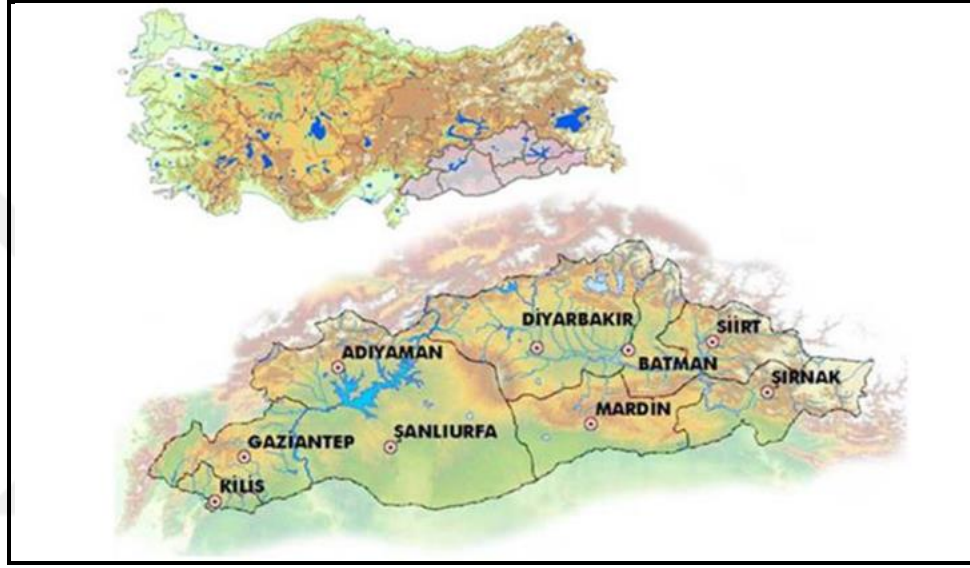 DİYARBAKIR
SİİRT
ADIYAMAN
BATMAN
ŞIRNAK
MARDİN
GAZİANTEP
ŞANLIURFA
KİLİS